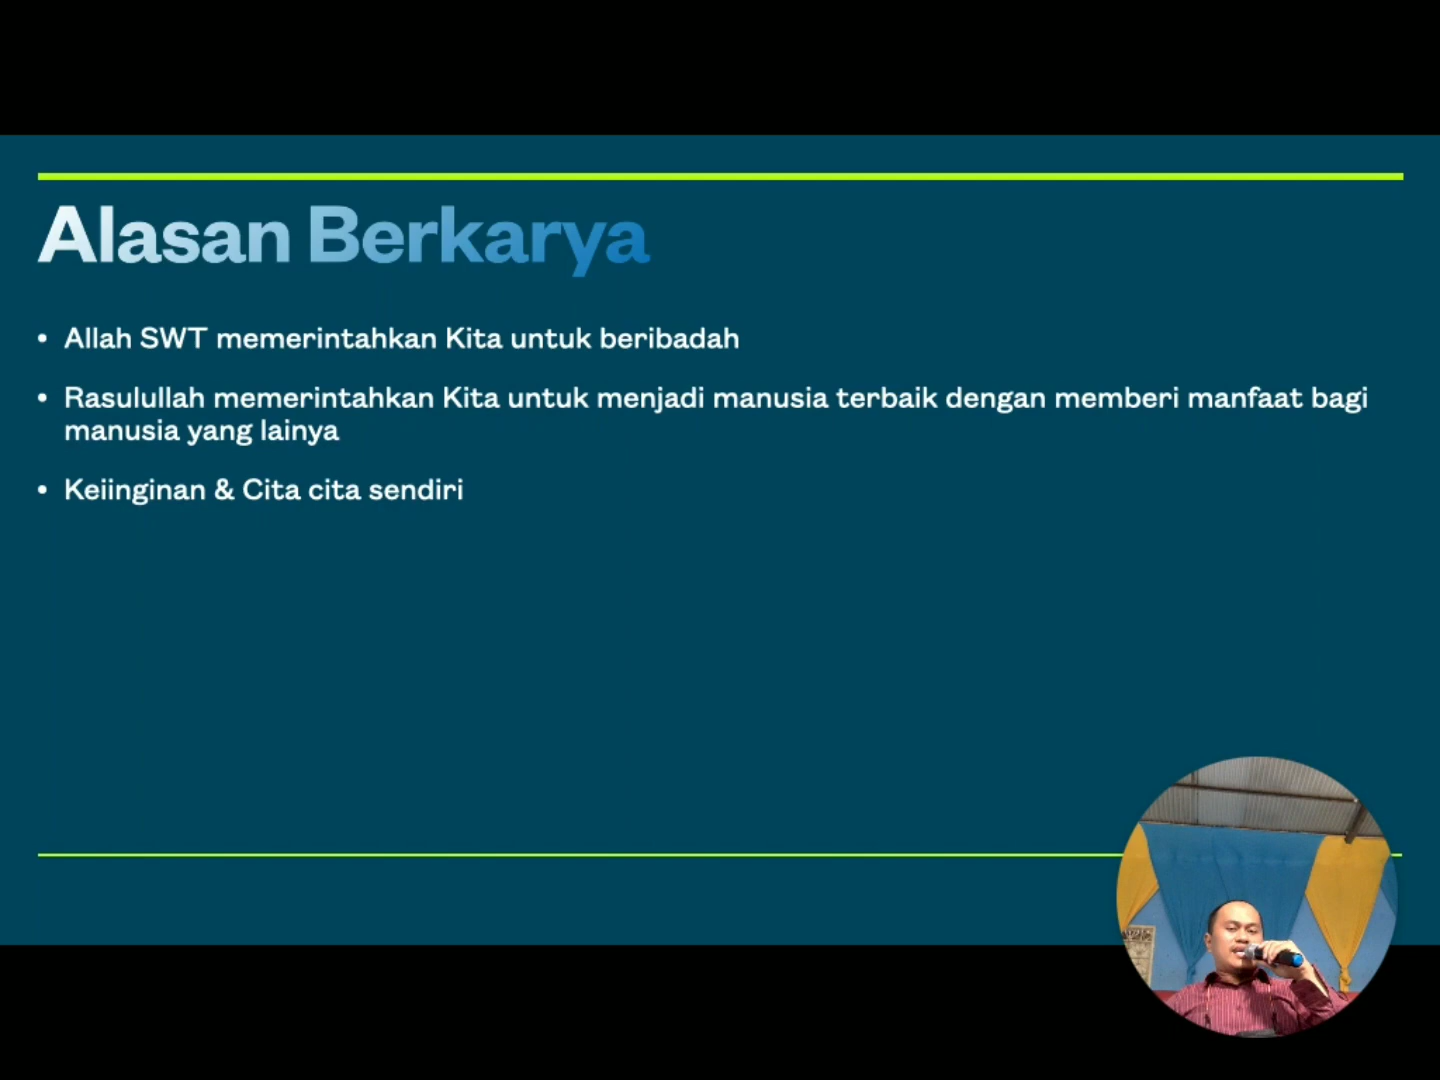 Alasan Berkarya
• Allah SWT memerintahkan Kita untuk beribadah
• Rasulullah memerintahkan Kita untuk menjadi manusia terbaik dengan memberi manfaat bagi
manusia yang lainya
• Keiinginan & Cita cita sendiri